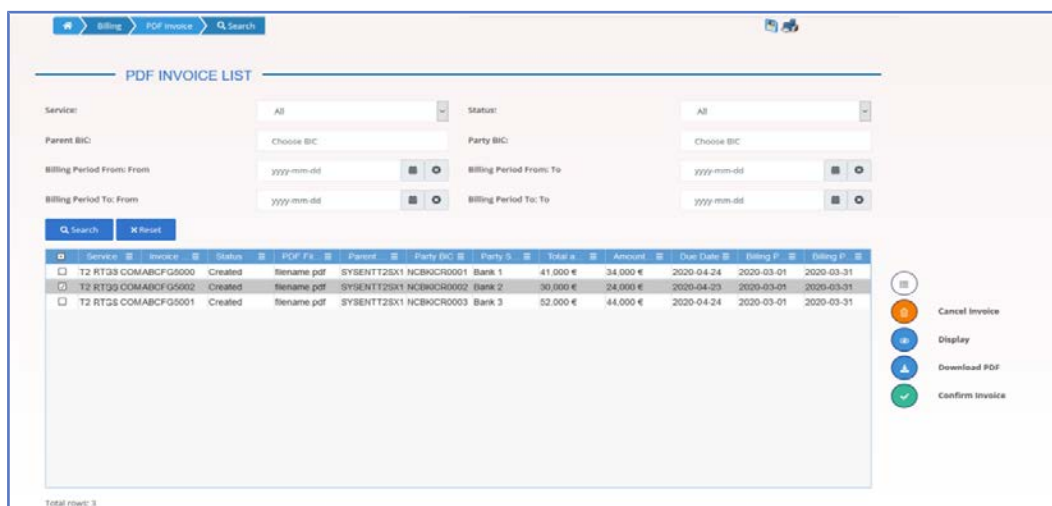 Billing PDF Invoice Search
PDF INVOICE LIST
Service: All Status: All
Parent BIC: Choose BIC Party BIC: Choose BIC
Billing Period From: From yyyy-mm-dd Billing Period From: To yyyy-mm-dd
Billing Period To: From yyyy-mm-dd Billing Period To: To yyyy-mm-dd
Search Reset
Service Invoice ... Status PDF Fi... Parent ... Party BIC Party S... Total a... Amount ... Due Date Billing P... Billing P...
T2 RTGS COMABCFG5000 Created filename.pdf SYSENTT2SX1 NCBKICR0001 Bank 1 41,000 € 34,000 € 2020-04-24 2020-03-01 2020-03-31
T2 RTGS COMABCFG5002 Created filename.pdf SYSENTT2SX1 NCBKICR0002 Bank 2 30,000 € 24,000 € 2020-04-23 2020-03-01 2020-03-31
T2 RTGS COMABCFG5001 Created filename.pdf SYSENTT2SX1 NCBKICR0003 Bank 3 52,000 € 44,000 € 2020-04-24 2020-03-01 2020-03-31
Cancel Invoice
Display
Download PDF
Confirm Invoice
Total rows: 3